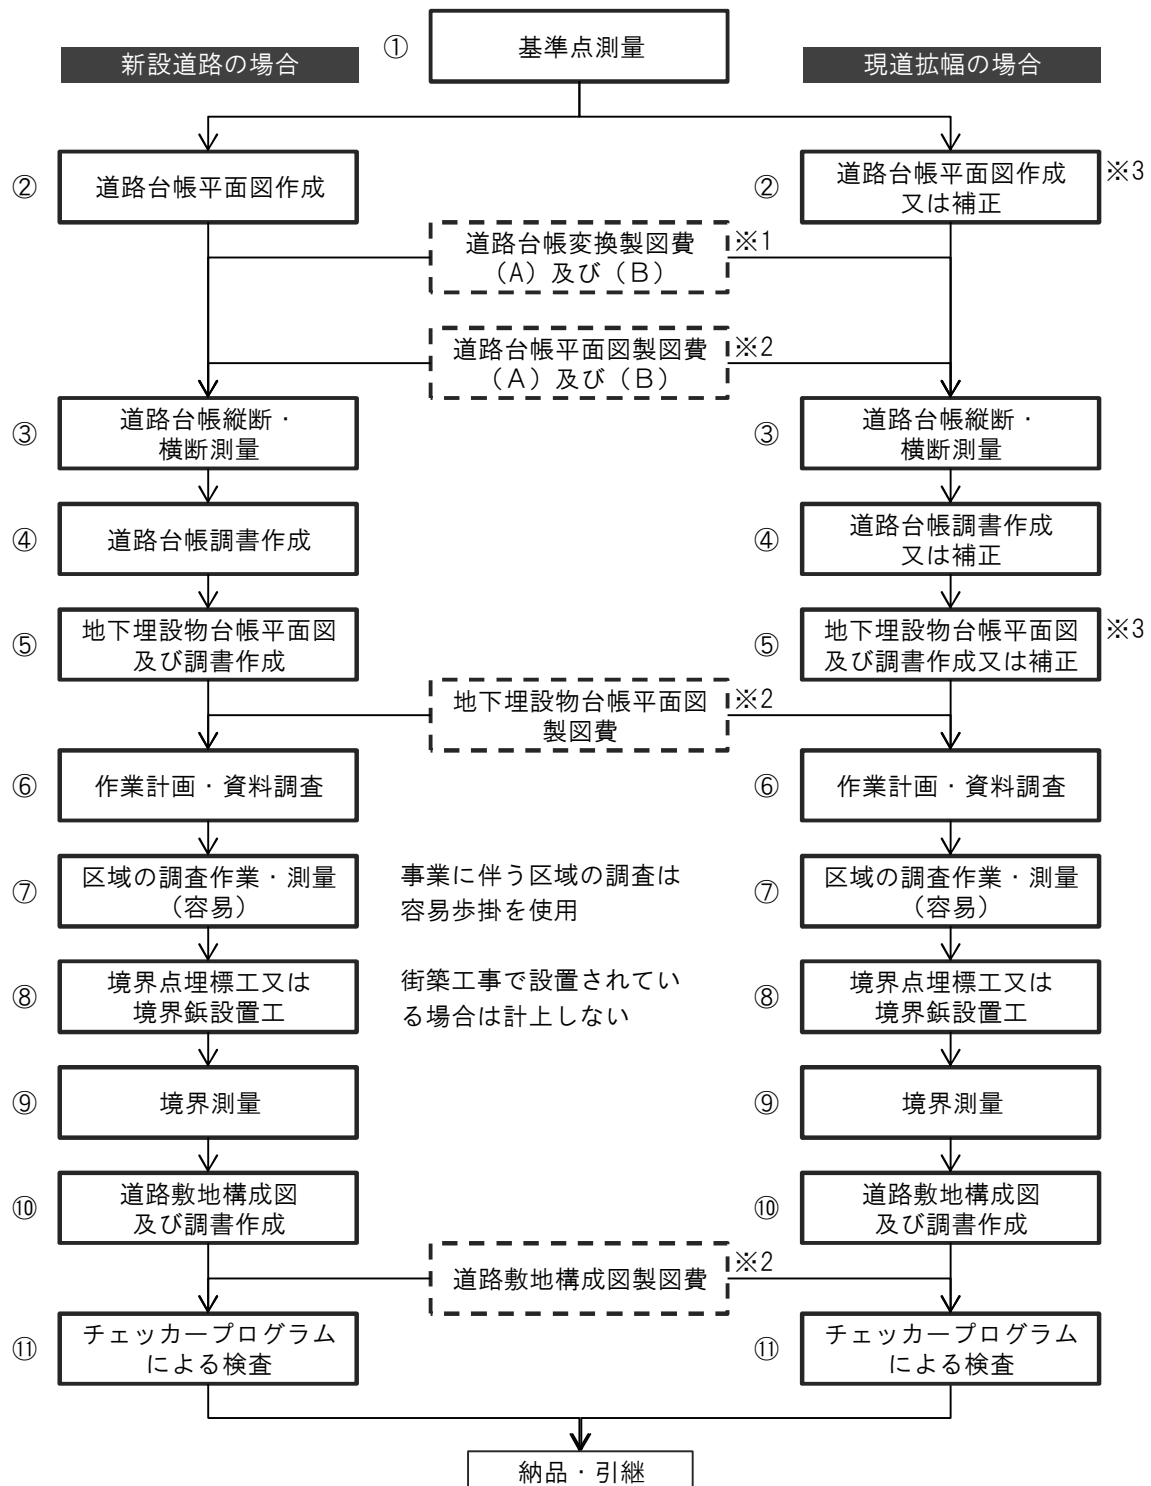 ①
基準点測量
新設道路の場合
現道拡幅の場合
②
道路台帳平面図作成
②
道路台帳平面図作成
又は補正
※3
道路台帳変換製図費
（A）及び（B）
※1
道路台帳平面図製図費
（A）及び（B）
※2
③
道路台帳縦断・
横断測量
③
道路台帳縦断・
横断測量
④
道路台帳調書作成
④
道路台帳調書作成
又は補正
⑤
地下埋設物台帳平面図
及び調書作成
⑤
地下埋設物台帳平面図
及び調書作成又は補正
※3
地下埋設物台帳平面図
製図費
※2
⑥
作業計画・資料調査
⑥
作業計画・資料調査
⑦
区域の調査作業・測量
（容易）
事業に伴う区域の調査は
容易歩掛を使用
⑦
区域の調査作業・測量
（容易）
⑧
境界点埋標工又は
境界鋲設置工
街築工事で設置されてい
る場合は計上しない
⑧
境界点埋標工又は
境界鋲設置工
⑨
境界測量
⑨
境界測量
⑩
道路敷地構成図
及び調書作成
⑩
道路敷地構成図
及び調書作成
道路敷地構成図製図費
※2
⑪
チェッカープログラム
による検査
⑪
チェッカープログラム
による検査
納品・引継